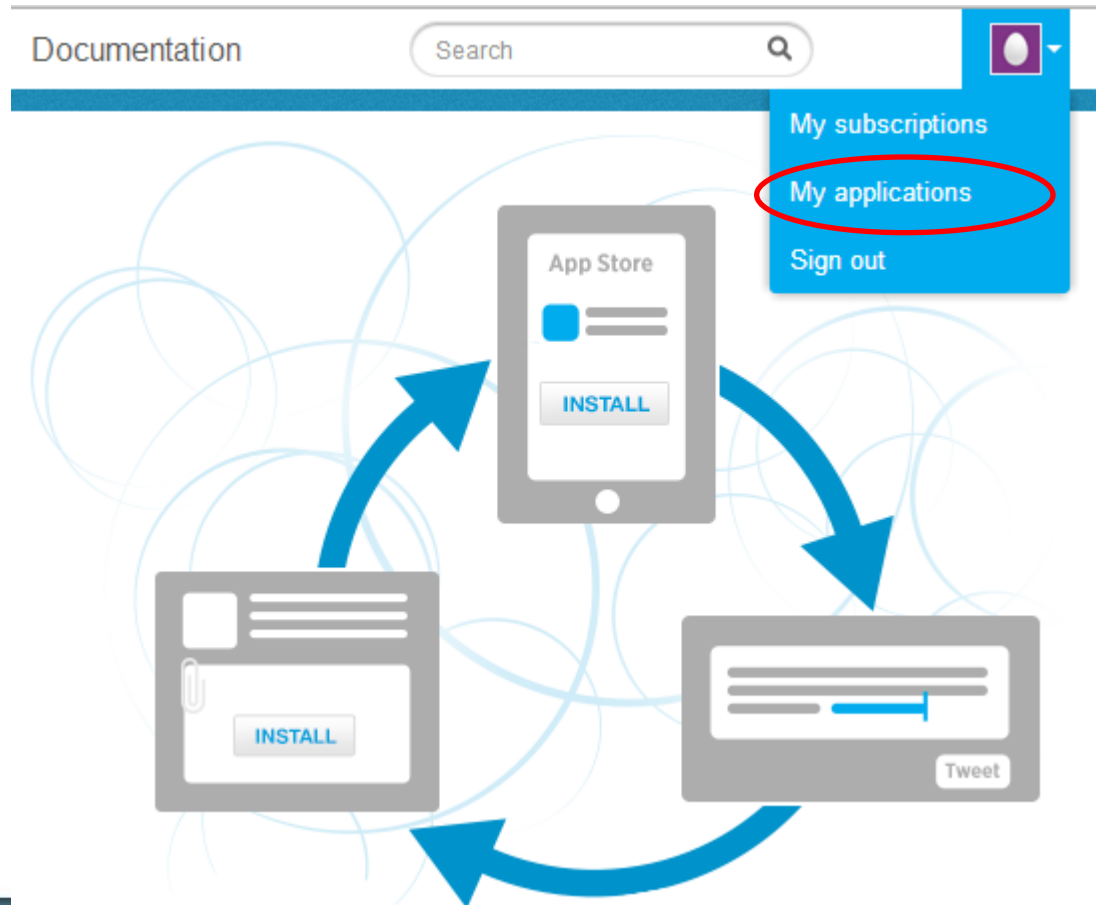 Documentation
Search
My subscriptions
My applications
Sign out
App Store
INSTALL
INSTALL
Tweet